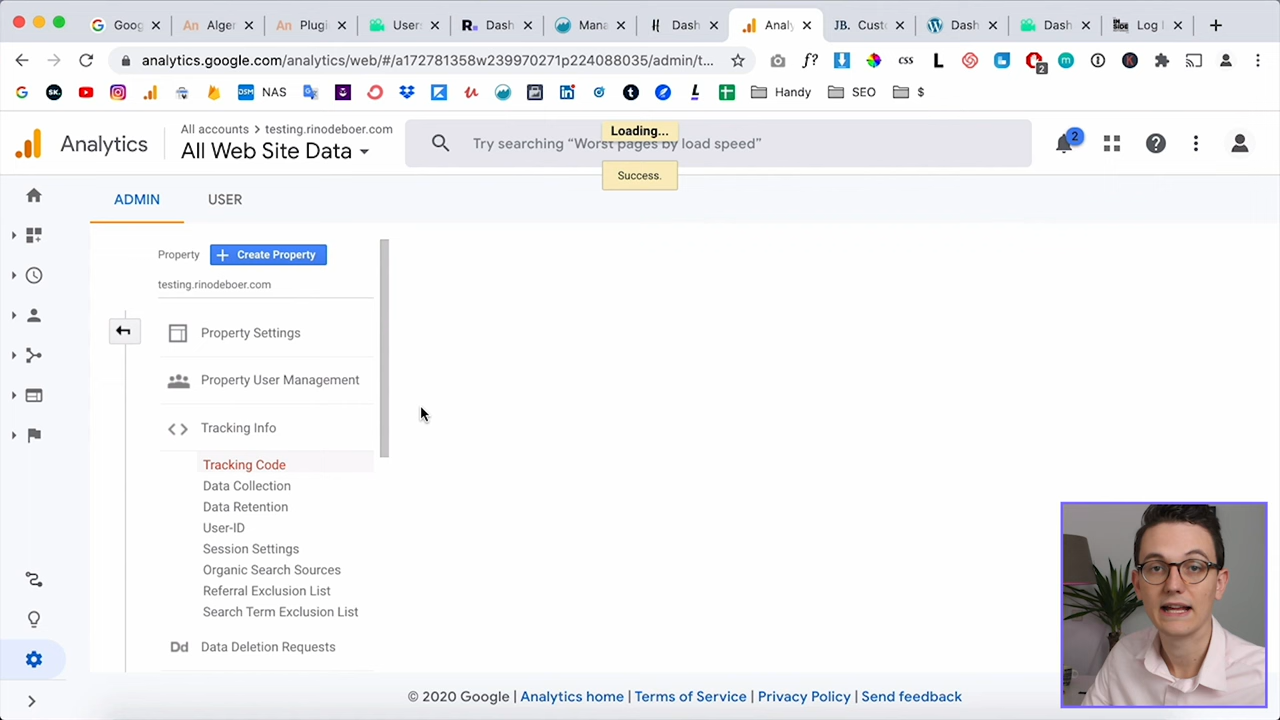 Goog
Alger
Plugi
Users
Dash
Mana
Dash
Analy
Custo
Dash
Dash
Log I
analytics.google.com/analytics/web/#/a172781358w239970271p224088035/admin/t...
f?
css
L
2
NAS
Handy
SEO
$
Analytics
All accounts > testing.rinodeboer.com
All Web Site Data
Try searching “Worst pages by load speed”
Loading...
Success.
2
ADMIN
USER
Property
Create Property
testing.rinodeboer.com
Property Settings
Property User Management
Tracking Info
Tracking Code
Data Collection
Data Retention
User-ID
Session Settings
Organic Search Sources
Referral Exclusion List
Search Term Exclusion List
Dd Data Deletion Requests
© 2020 Google | Analytics home | Terms of Service | Privacy Policy | Send feedback